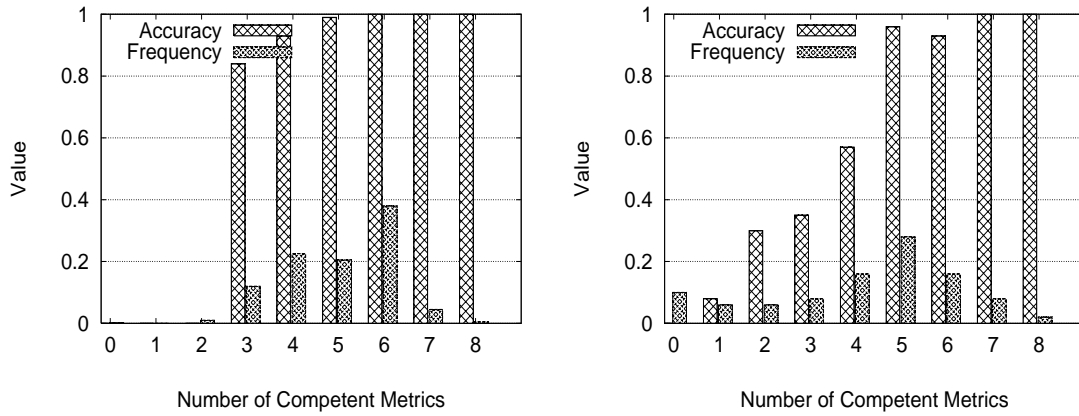 Accuracy
Frequency
1
0.8
0.6
0.4
0.2
0
Value
0 1 2 3 4 5 6 7 8
Number of Competent Metrics
Accuracy
Frequency
1
0.8
0.6
0.4
0.2
0
Value
0 1 2 3 4 5 6 7 8
Number of Competent Metrics